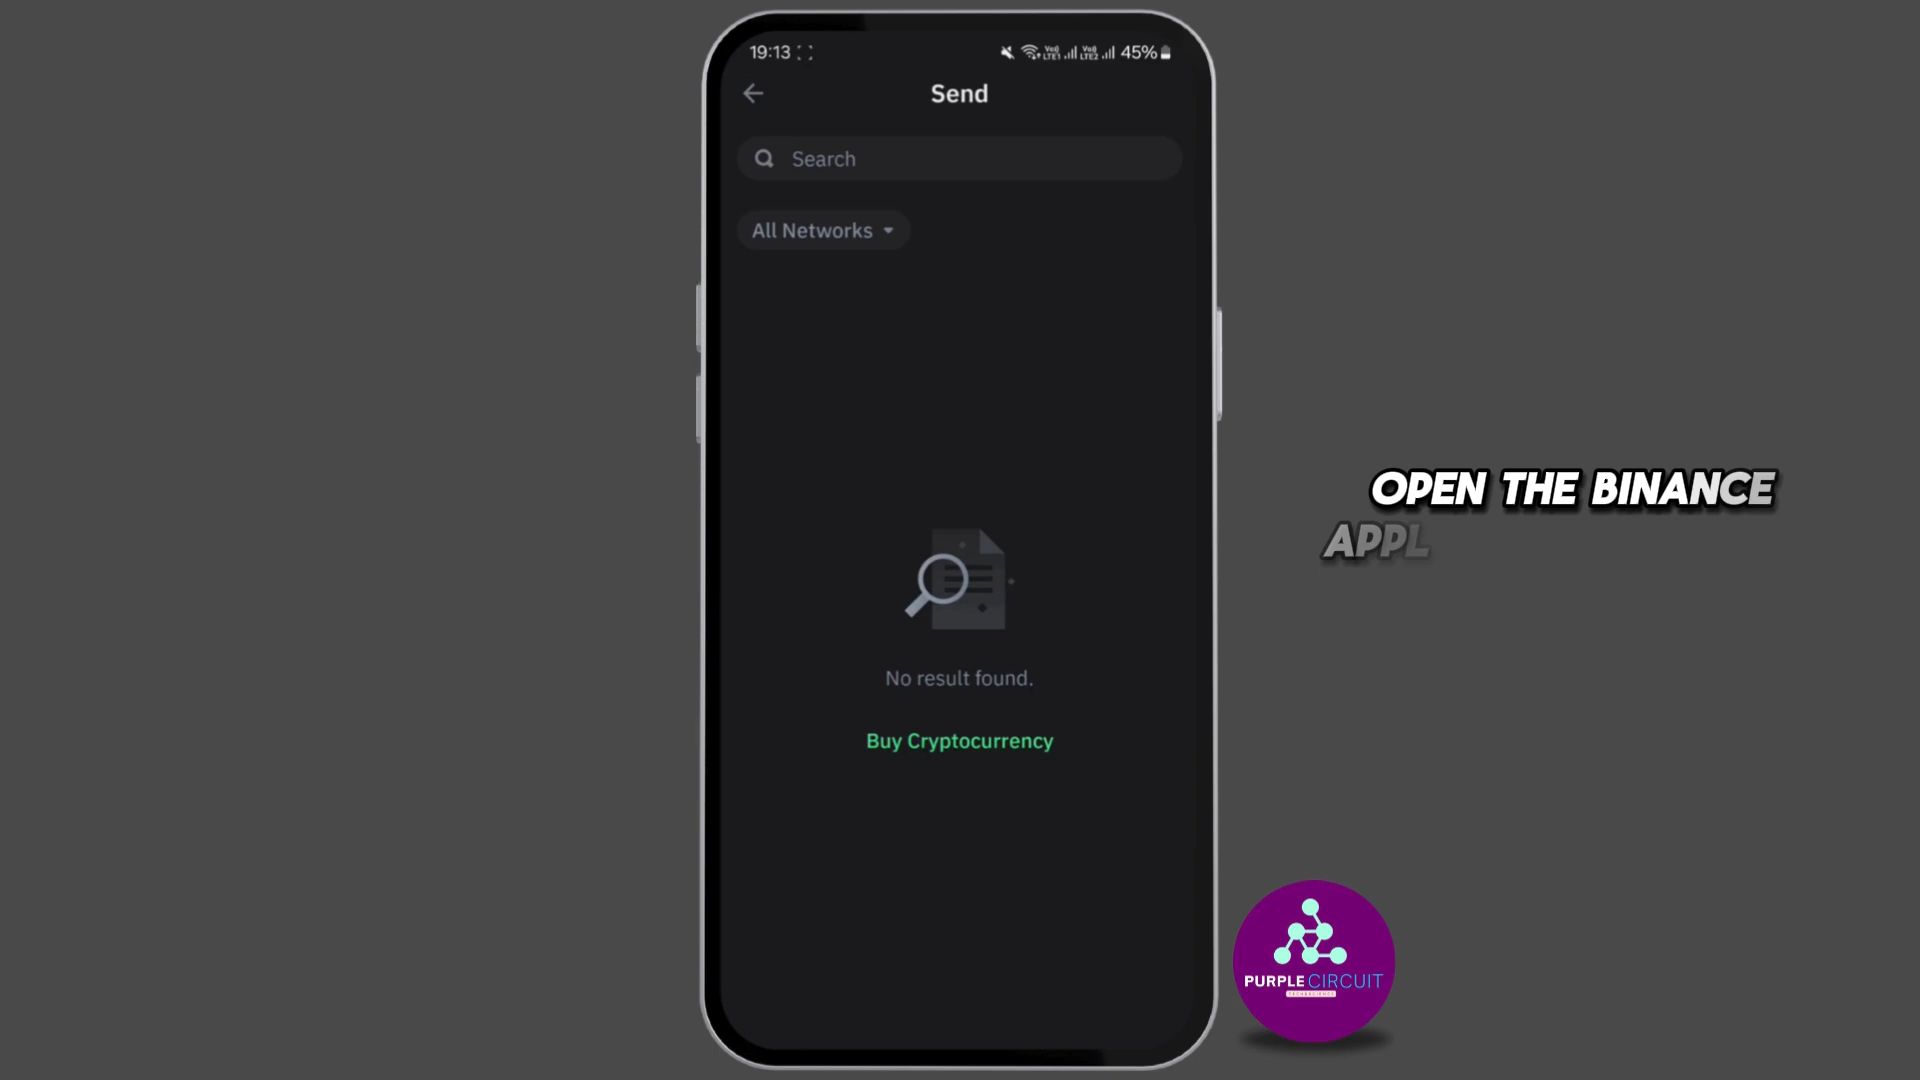 19:13
45%
Send
Search
All Networks
No result found.
Buy Cryptocurrency
OPEN THE BINANCE
APPL
PURPLE CIRCUIT